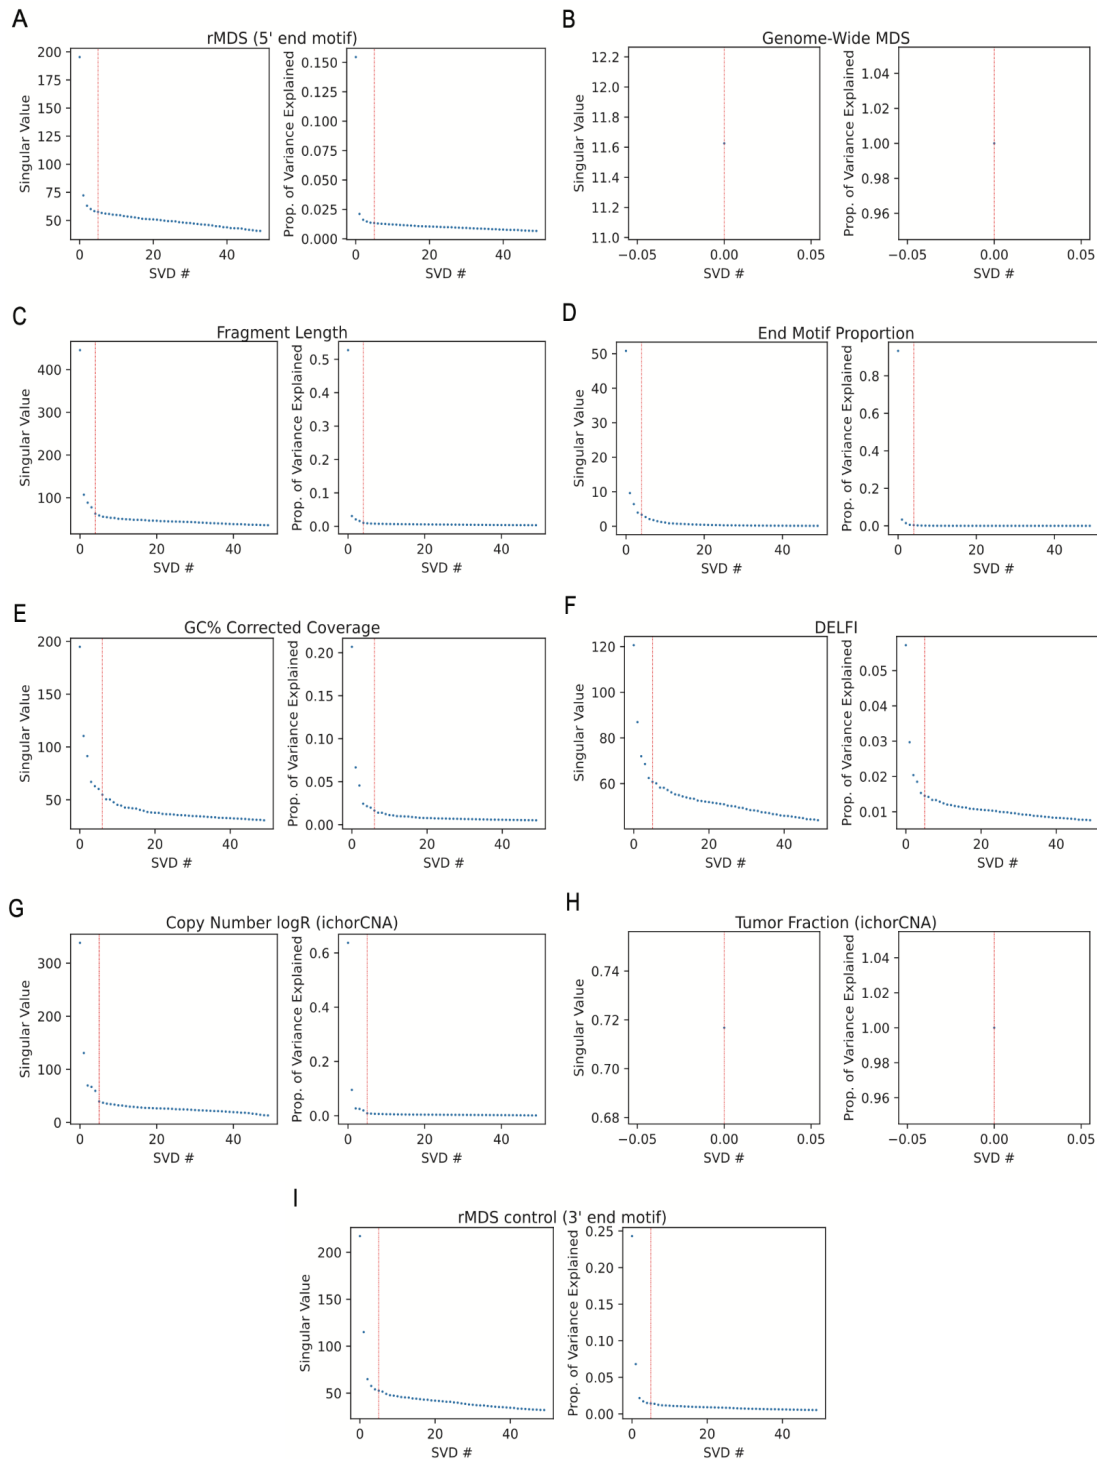 A
rMDS (5' end motif)
Singular Value
200
175
150
125
100
75
50
0
20
40
SVD #
Prop. of Variance Explained
0.150
0.125
0.100
0.075
0.050
0.025
0.000
0
20
40
SVD #
B
Genome-Wide MDS
Singular Value
12.2
12.0
11.8
11.6
11.4
11.2
11.0
−0.05
0.00
0.05
SVD #
Prop. of Variance Explained
1.04
1.02
1.00
0.98
0.96
−0.05
0.00
0.05
SVD #
C
Fragment Length
Singular Value
400
300
200
100
0
20
40
SVD #
Prop. of Variance Explained
0.5
0.4
0.3
0.2
0.1
0.0
0
20
40
SVD #
D
End Motif Proportion
Singular Value
50
40
30
20
10
0
0
20
40
SVD #
Prop. of Variance Explained
0.8
0.6
0.4
0.2
0.0
0
20
40
SVD #
E
GC% Corrected Coverage
Singular Value
200
150
100
50
0
20
40
SVD #
Prop. of Variance Explained
0.20
0.15
0.10
0.05
0.00
0
20
40
SVD #
F
DELFI
Singular Value
120
100
80
60
0
20
40
SVD #
Prop. of Variance Explained
0.05
0.04
0.03
0.02
0.01
0
20
40
SVD #
G
Copy Number logR (ichorCNA)
Singular Value
300
200
100
0
0
20
40
SVD #
Prop. of Variance Explained
0.6
0.4
0.2
0.0
0
20
40
SVD #
H
Tumor Fraction (ichorCNA)
Singular Value
0.74
0.72
0.70
0.68
−0.05
0.00
0.05
SVD #
Prop. of Variance Explained
1.04
1.02
1.00
0.98
0.96
−0.05
0.00
0.05
SVD #
I
rMDS control (3' end motif)
Singular Value
200
150
100
50
0
20
40
SVD #
Prop. of Variance Explained
0.25
0.20
0.15
0.10
0.05
0.00
0
20
40
SVD #